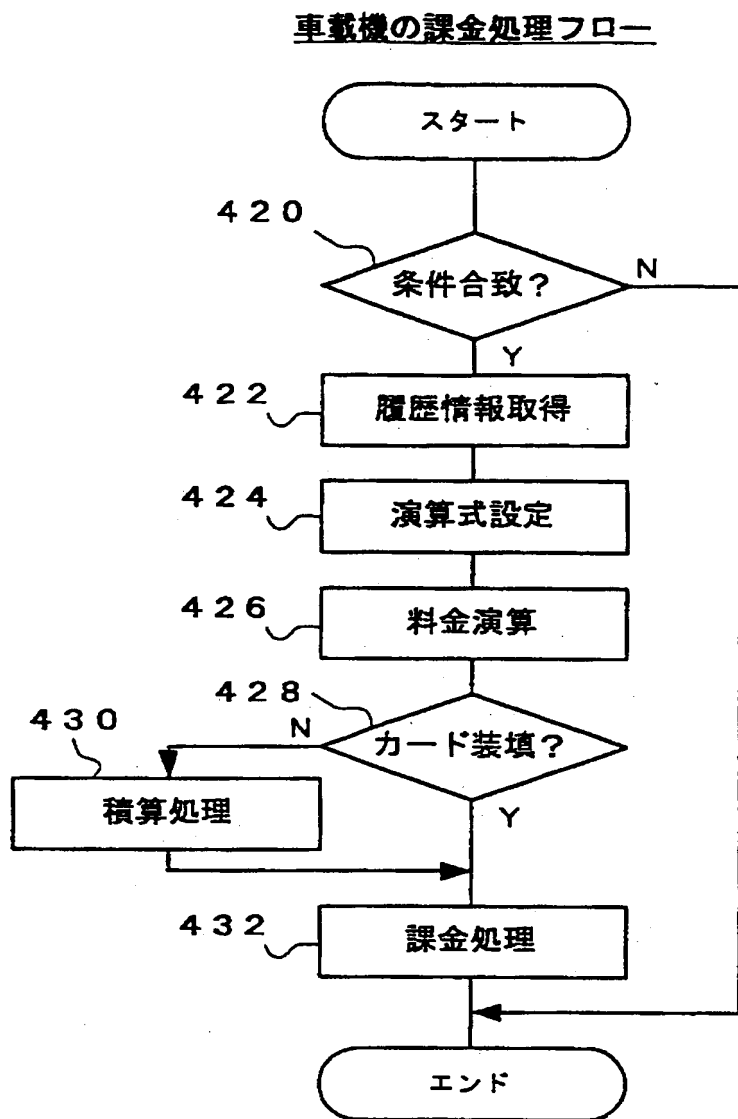 車載機の課金処理フロー
スタート
４２０
条件合致？
N
Y
４２２
履歴情報取得
４２４
演算式設定
４２６
料金演算
４２８
カード装填？
N
４３０
積算処理
Y
４３２
課金処理
エンド